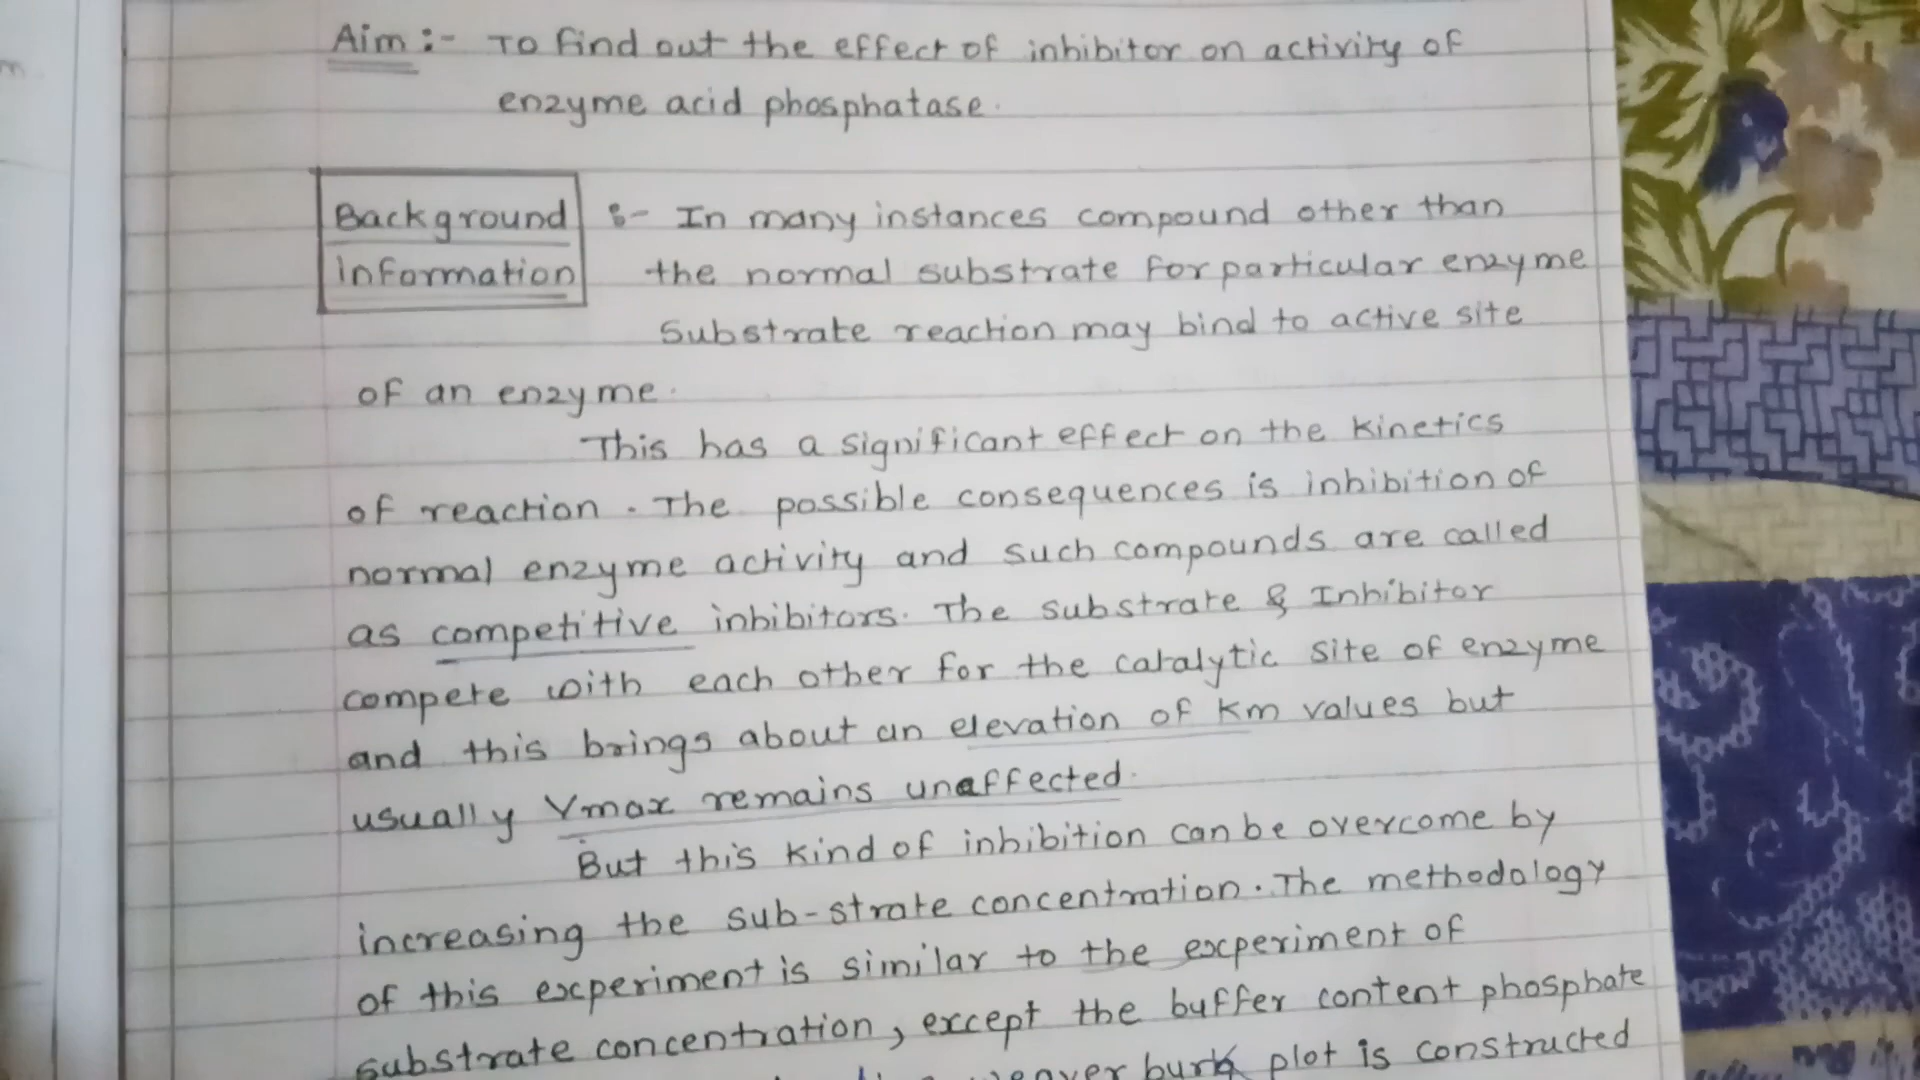 Aim :- To find out the effect of inhibitor on activity of
enzyme acid phosphatase.
Background information :- In many instances compound other than
the normal substrate for particular enzyme
substrate reaction may bind to active site
of an enzyme.
This has a significant effect on the kinetics
of reaction. The possible consequences is inhibition of
normal enzyme activity and such compounds are called
as competitive inhibitors. The substrate & Inhibitor
compete with each other for the catalytic site of enzyme
and this brings about an elevation of Km values but
usually Vmax remains unaffected.
But this kind of inhibition can be overcome by
increasing the sub-strate concentration. The methodology
of this experiment is similar to the experiment of
substrate concentration, except the buffer content phosphate
burk plot is constructed